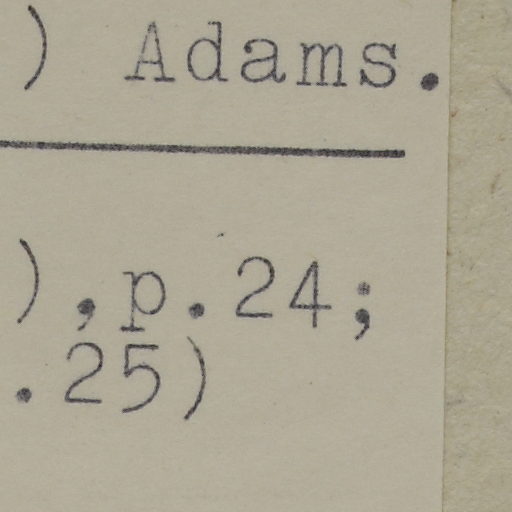 ) Adams.
),p.24;
.25)